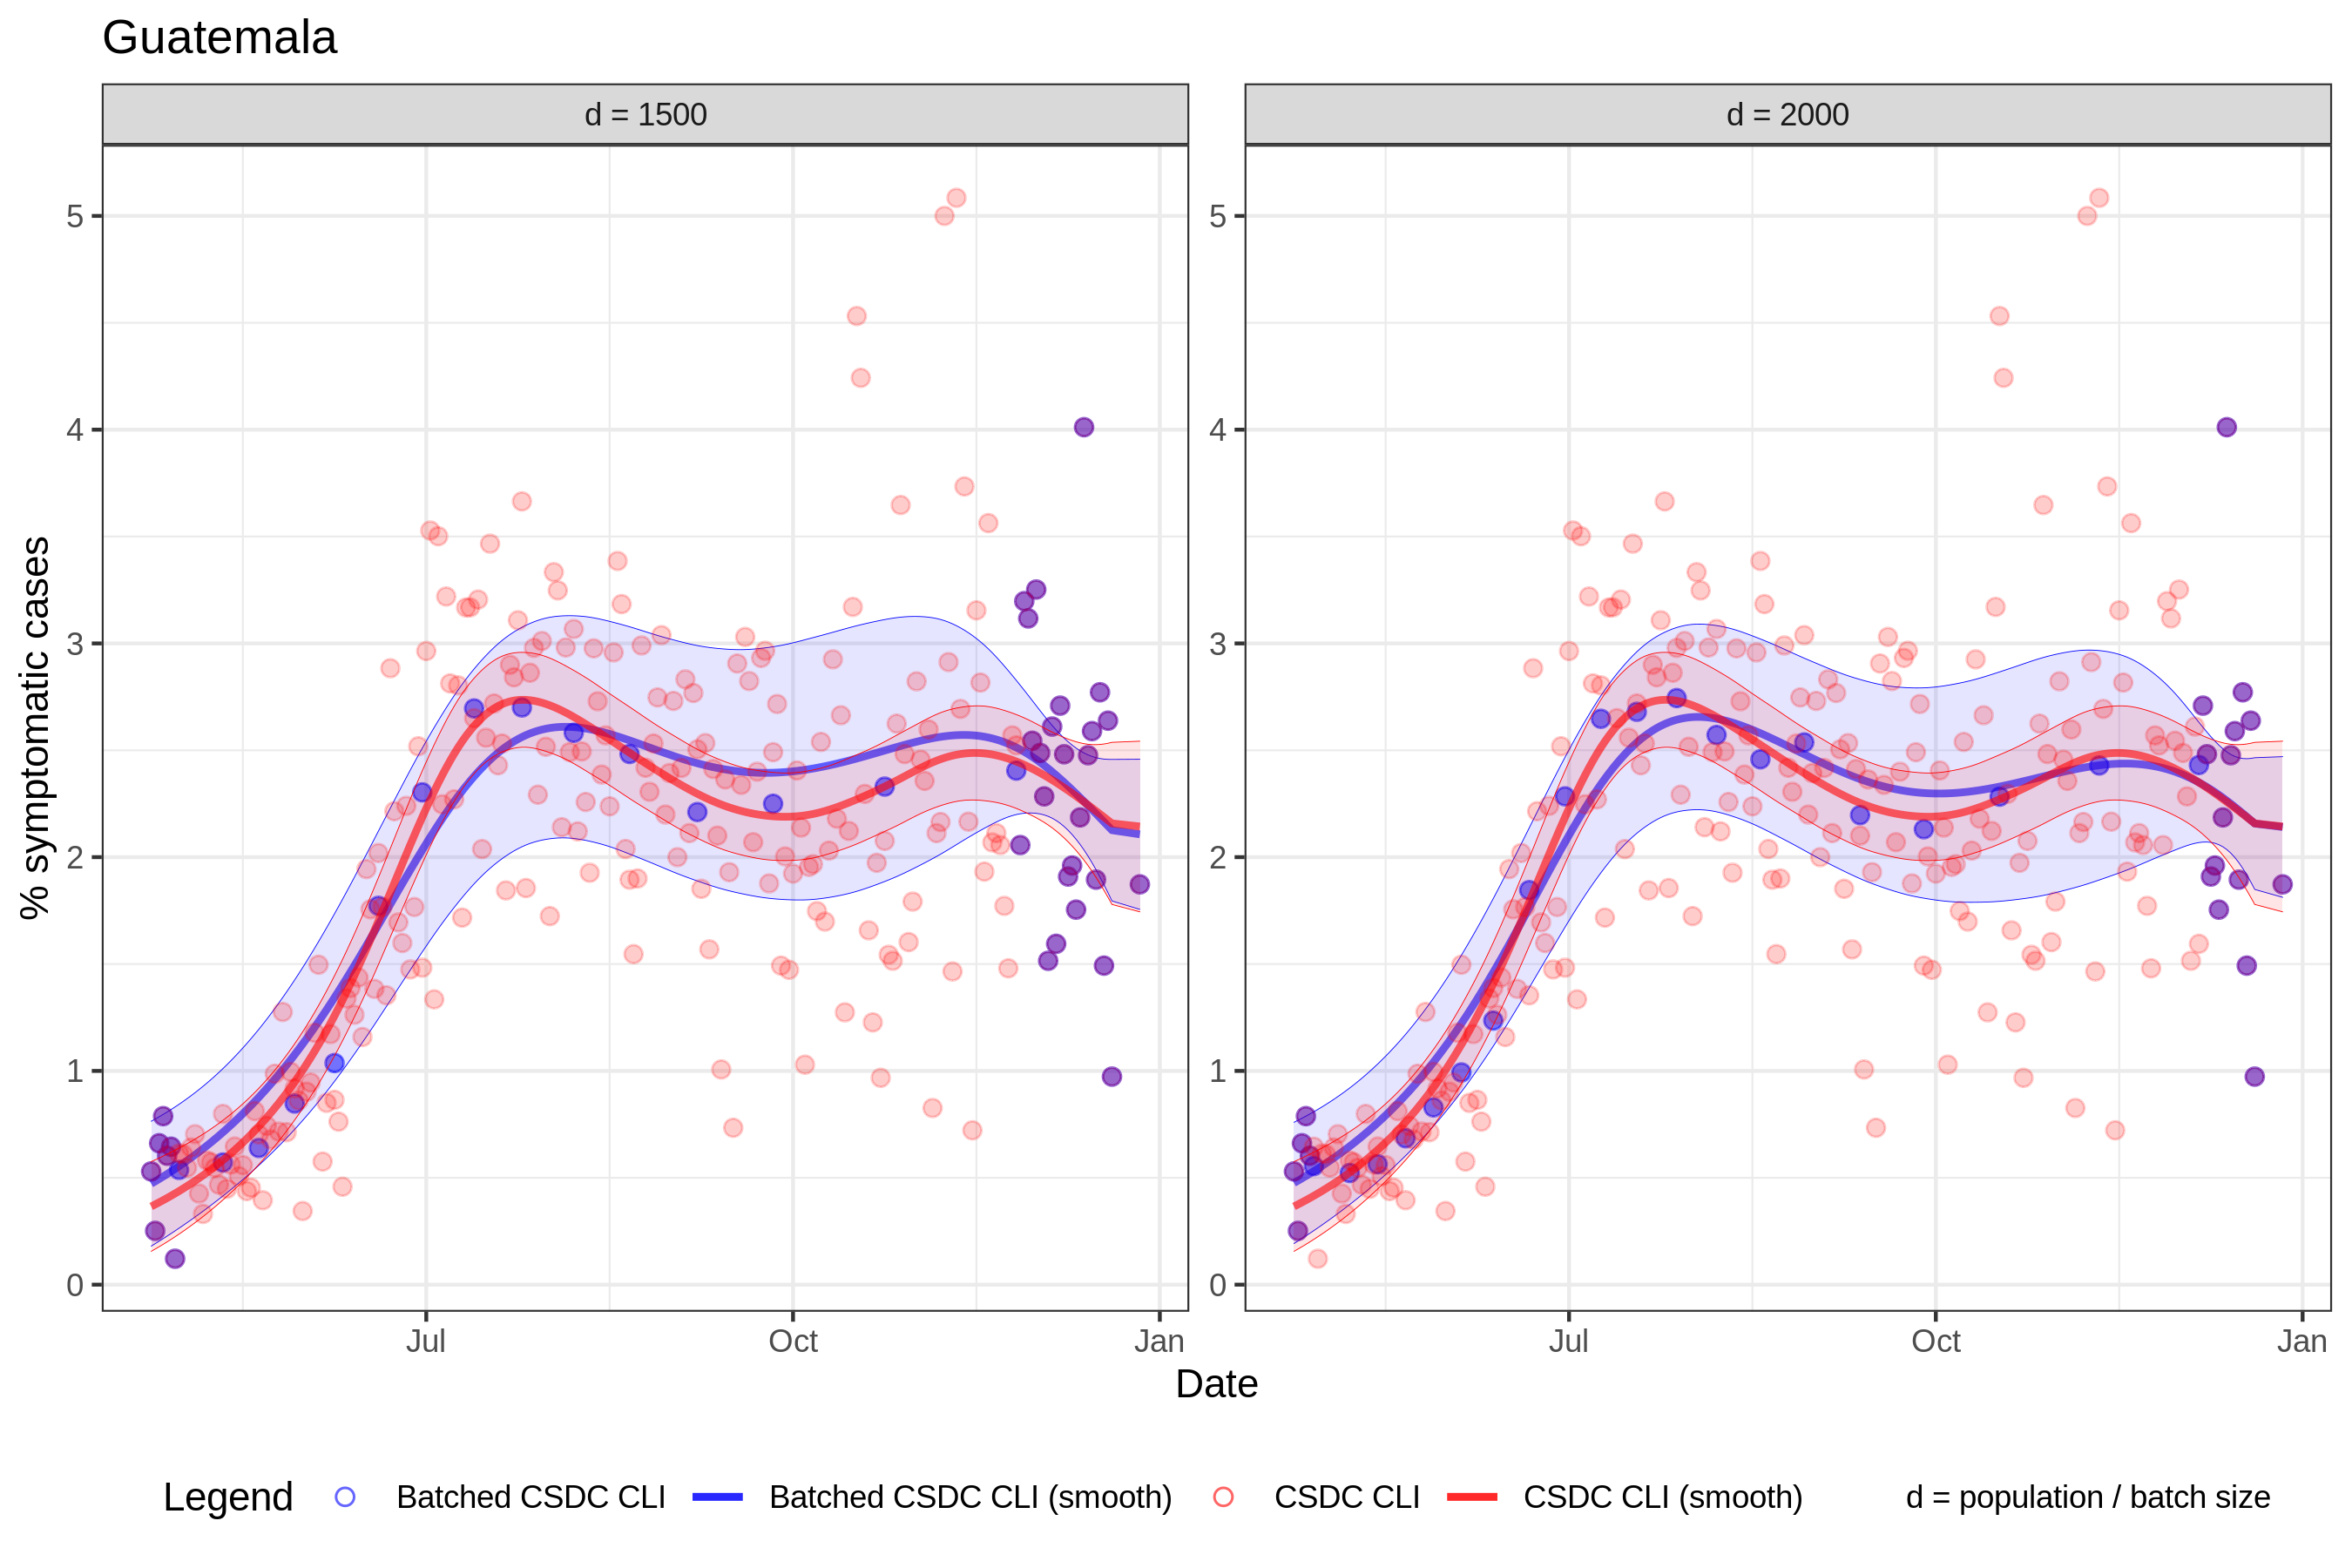 Guatemala
d = 1500
d = 2000
% symptomatic cases
5
4
3
2
1
0
5
4
3
2
1
0
Jul
Oct
Jan
Jul
Oct
Jan
Date
Legend
Batched CSDC CLI
Batched CSDC CLI (smooth)
CSDC CLI
CSDC CLI (smooth)
d = population / batch size